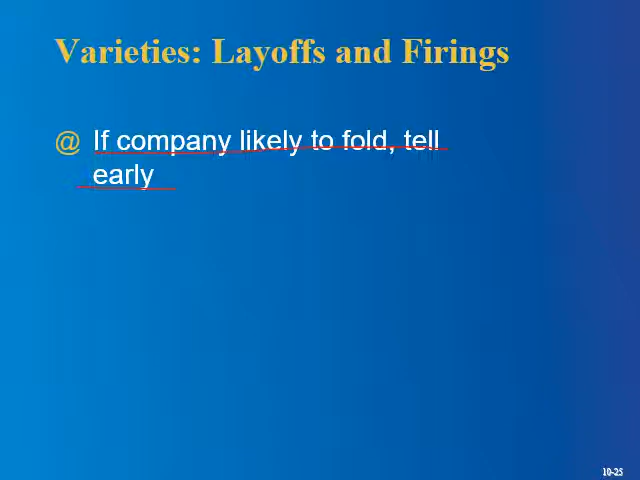 Varieties: Layoffs and Firings
@ If company likely to fold, tell
early
10-25